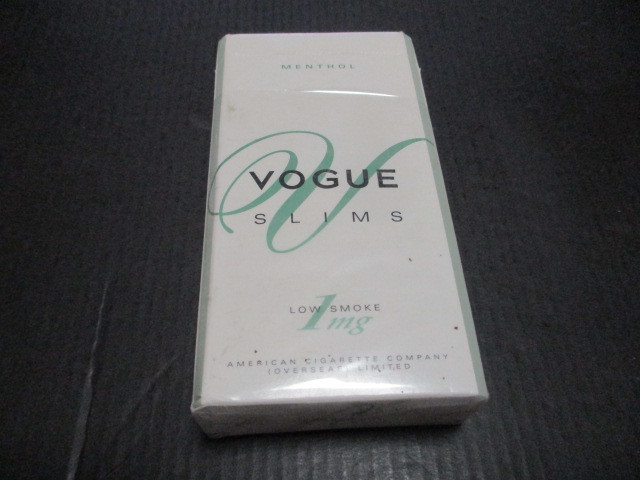 MENTHOL
V
VOGUE
SLIMS
LOW SMOKE
1mg
AMERICAN CIGARETTE COMPANY
(OVERSEAS) LIMITED